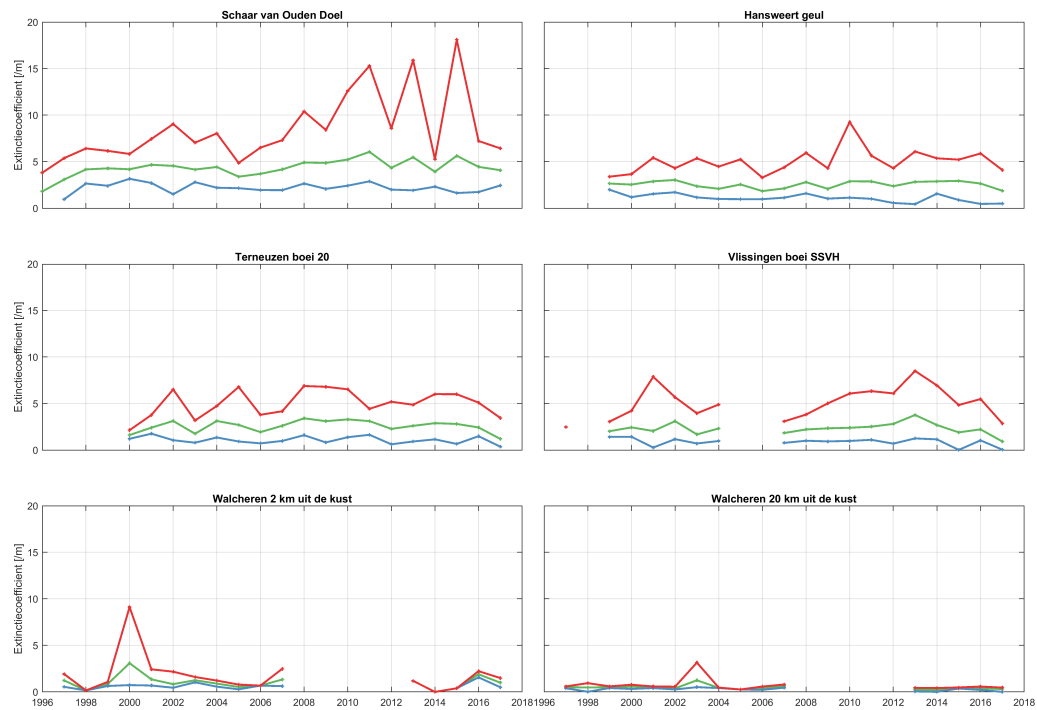 Schaar van Ouden Doel
Hansweert geul
20
15
10
5
0
Extinctiecoefficient [/m]
Terneuzen boei 20
Vlissingen boei SSVH
20
15
10
5
0
Extinctiecoefficient [/m]
Walcheren 2 km uit de kust
Walcheren 20 km uit de kust
20
15
10
5
0
Extinctiecoefficient [/m]
1996 1998 2000 2002 2004 2006 2008 2010 2012 2014 2016 2018
1996 1998 2000 2002 2004 2006 2008 2010 2012 2014 2016 2018